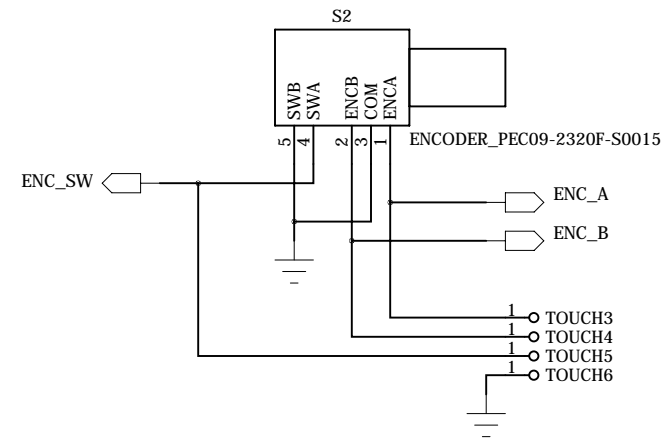 S2
SWB
SWA
ENCB
COM
ENCA
5
4
2
3
1
ENCODER_PEC09-2320F-S0015
ENC_SW
ENC_A
ENC_B
1 TOUCH3
1 TOUCH4
1 TOUCH5
1 TOUCH6